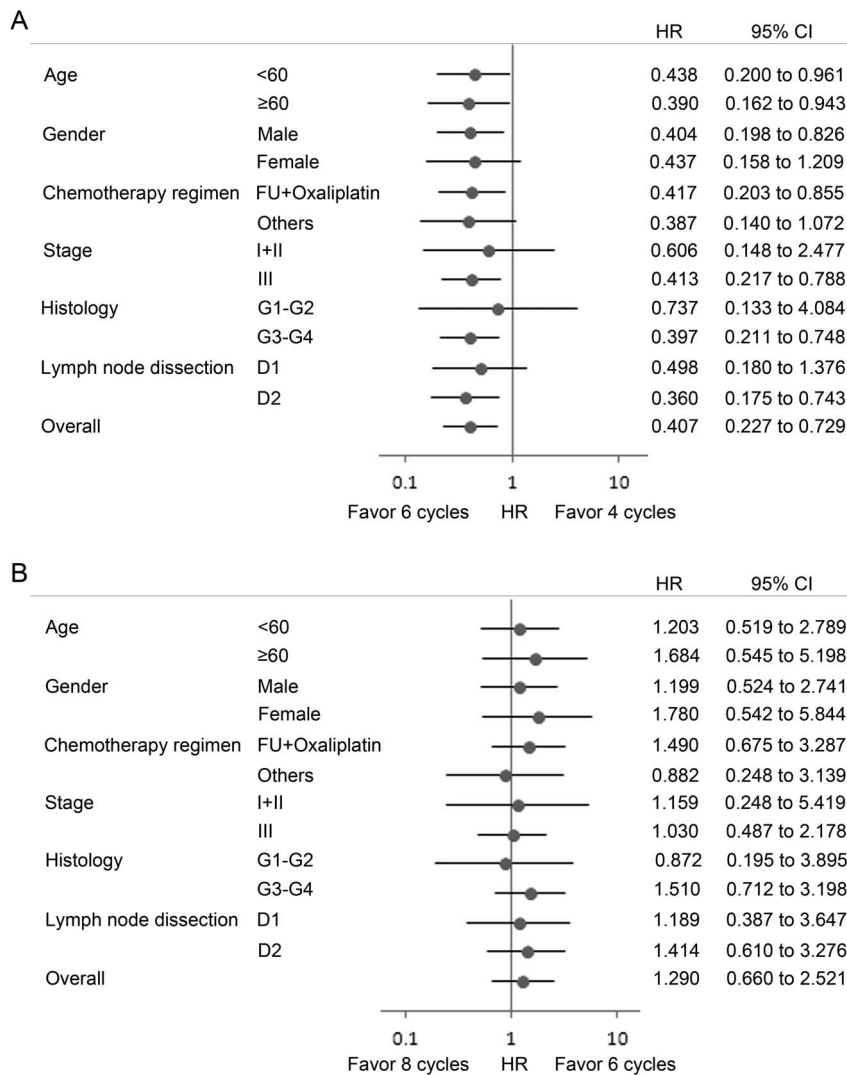 A
HR 95% CI
Age <60 0.438 0.200 to 0.961
≥60 0.390 0.162 to 0.943
Gender Male 0.404 0.198 to 0.826
Female 0.437 0.158 to 1.209
Chemotherapy regimen FU+Oxaliplatin 0.417 0.203 to 0.855
Others 0.387 0.140 to 1.072
Stage I+II 0.606 0.148 to 2.477
III 0.413 0.217 to 0.788
Histology G1-G2 0.737 0.133 to 4.084
G3-G4 0.397 0.211 to 0.748
Lymph node dissection D1 0.498 0.180 to 1.376
D2 0.360 0.175 to 0.743
Overall 0.407 0.227 to 0.729
0.1 1 10
Favor 6 cycles HR Favor 4 cycles
B
HR 95% CI
Age <60 1.203 0.519 to 2.789
≥60 1.684 0.545 to 5.198
Gender Male 1.199 0.524 to 2.741
Female 1.780 0.542 to 5.844
Chemotherapy regimen FU+Oxaliplatin 1.490 0.675 to 3.287
Others 0.882 0.248 to 3.139
Stage I+II 1.159 0.248 to 5.419
III 1.030 0.487 to 2.178
Histology G1-G2 0.872 0.195 to 3.895
G3-G4 1.510 0.712 to 3.198
Lymph node dissection D1 1.189 0.387 to 3.647
D2 1.414 0.610 to 3.276
Overall 1.290 0.660 to 2.521
0.1 1 10
Favor 8 cycles HR Favor 6 cycles